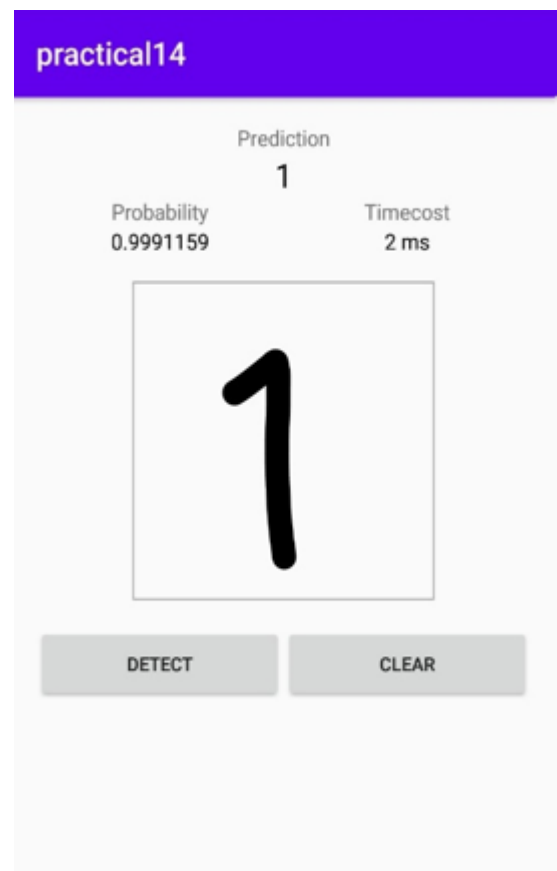 practical14
Prediction
1
Probability Timecost
0.9991159 2 ms
1
DETECT CLEAR